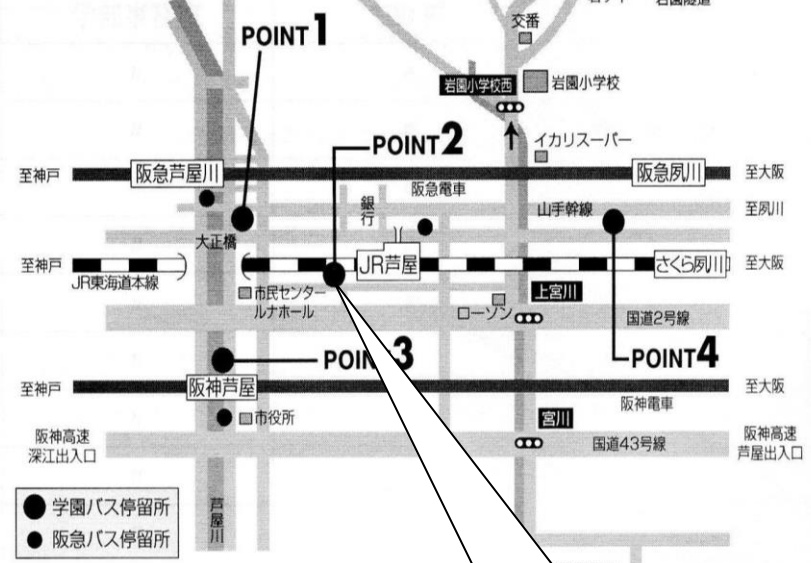 岩園隧道
交番
POINT1
岩園小学校西
岩園小学校
POINT2
イカリスーパー
至神戸
阪急芦屋川
阪急夙川
至大阪
阪急電車
銀行
山手幹線
至夙川
大正橋
至神戸
JR芦屋
さくら夙川
至大阪
JR東海道本線
市民センター
ルナホール
上宮川
ローソン
国道2号線
POIN 3
POINT4
至神戸
阪神芦屋
至大阪
阪神電車
市役所
宮川
阪神高速
深江出入口
国道43号線
阪神高速
芦屋出入口
芦屋川
学園バス停留所
阪急バス停留所